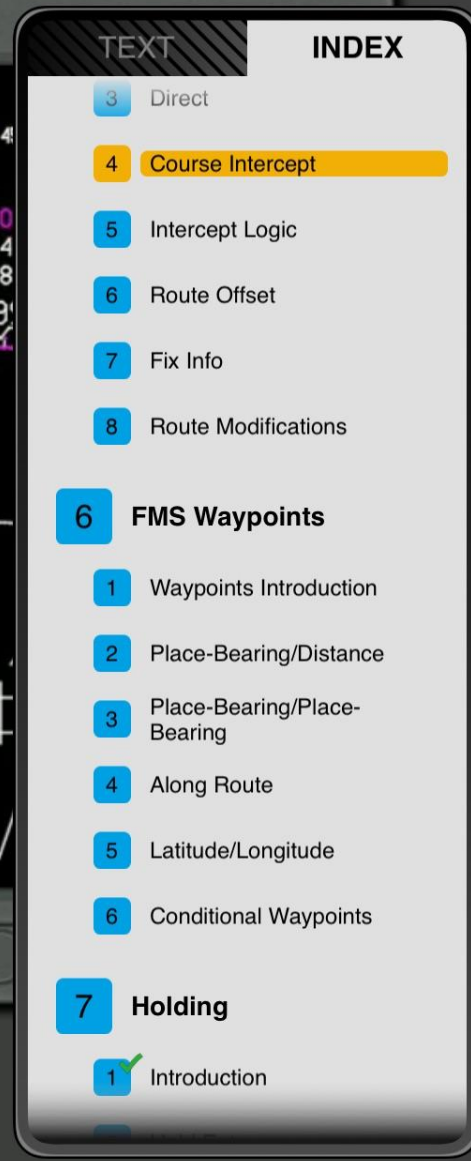 TEXT
INDEX
3 Direct
4 Course Intercept
5 Intercept Logic
6 Route Offset
7 Fix Info
8 Route Modifications
6 FMS Waypoints
1 Waypoints Introduction
2 Place-Bearing/Distance
3 Place-Bearing/Place-
Bearing
4 Along Route
5 Latitude/Longitude
6 Conditional Waypoints
7 Holding
1 Introduction